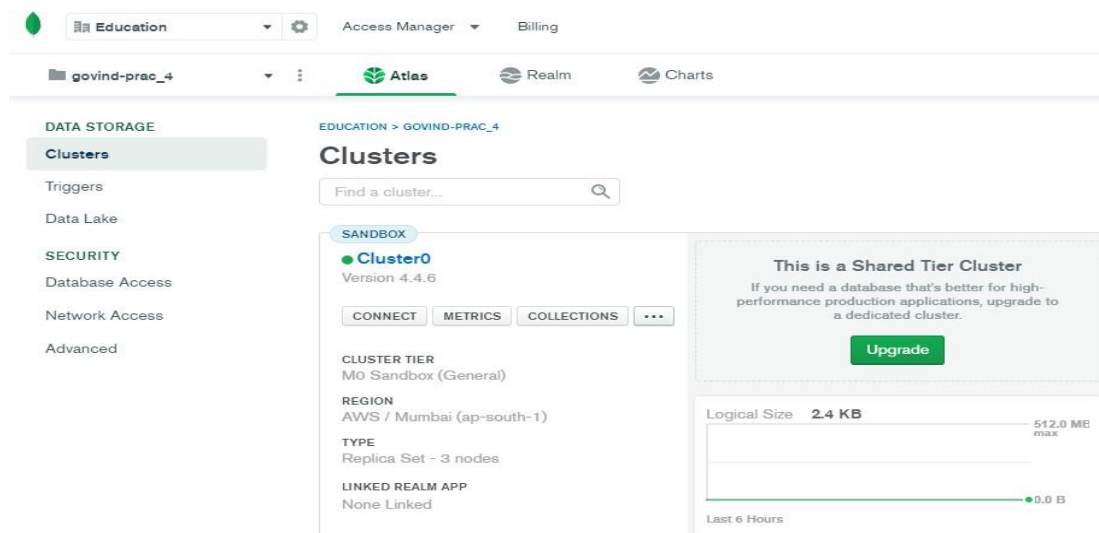 Education Access Manager Billing
govind-prac_4 Atlas Realm Charts
DATA STORAGE
Clusters
Triggers
Data Lake
SECURITY
Database Access
Network Access
Advanced
EDUCATION > GOVIND-PRAC_4
Clusters
Find a cluster...
SANDBOX
Cluster0
Version 4.4.6
CONNECT METRICS COLLECTIONS ...
CLUSTER TIER
M0 Sandbox (General)
REGION
AWS / Mumbai (ap-south-1)
TYPE
Replica Set - 3 nodes
LINKED REALM APP
None Linked
This is a Shared Tier Cluster
If you need a database that's better for high-
performance production applications, upgrade to
a dedicated cluster.
Upgrade
Logical Size 2.4 KB
512.0 MB
max
0.0 B
Last 6 Hours